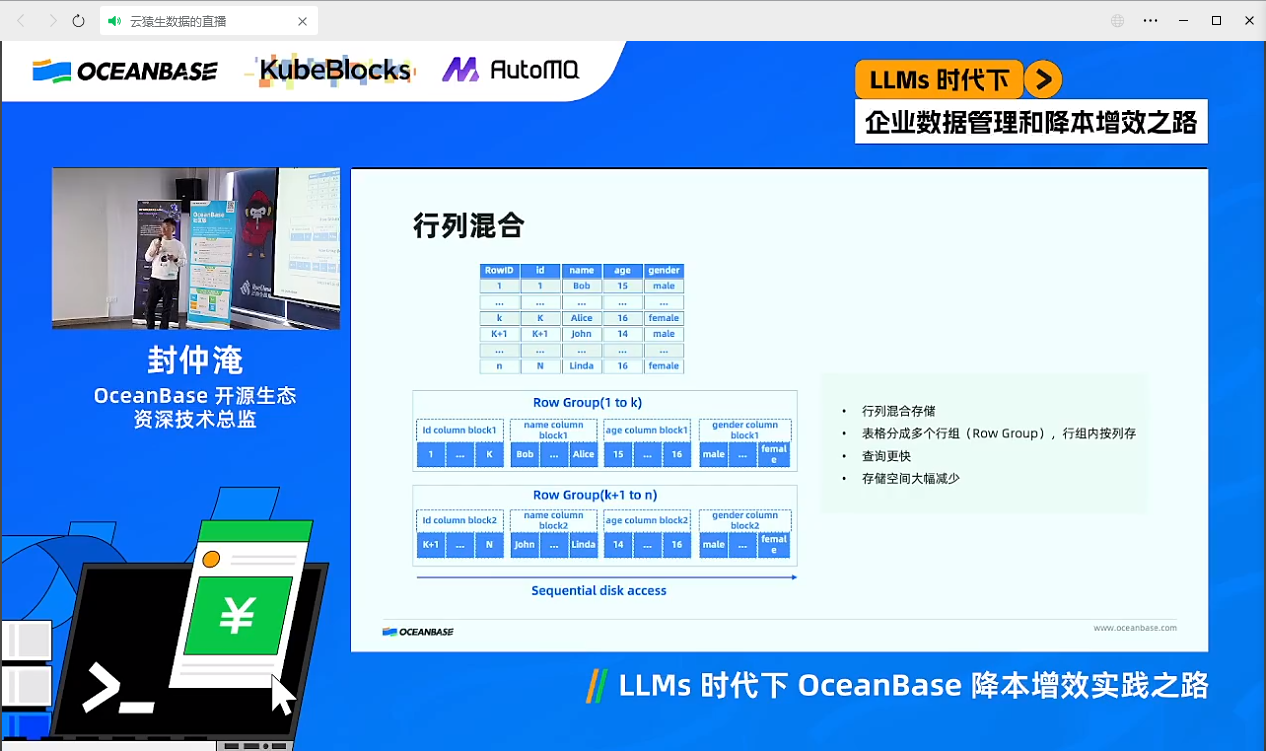 云猿生数据的直播
OCEANBASE
KubeBlocks
AutoMQ
LLMs 时代下
企业数据管理和降本增效之路
封仲淹
OceanBase 开源生态
资深技术总监
行列混合
RowID id name age gender
1 1 Bob 15 male
... ... ... ... ...
k K Alice 16 female
K+1 K+1 John 14 male
... ... ... ... ...
n N Linda 16 female
Row Group(1 to k)
Id column block1
name column
block1
age column block1
gender column
block1
1 ... K
Bob ... Alice
15 ... 16
male ... femal
e
Row Group(k+1 to n)
Id column block2
name column
block2
age column block2
gender column
block2
K+1 ... N
John ... Linda
14 ... 16
male ... femal
e
Sequential disk access
• 行列混合存储
• 表格分成多个行组（Row Group），行组内按列存
• 查询更快
• 存储空间大幅减少
OCEANBASE
www.oceanbase.com
¥
>_
LLMs 时代下 OceanBase 降本增效实践之路
OceanBase